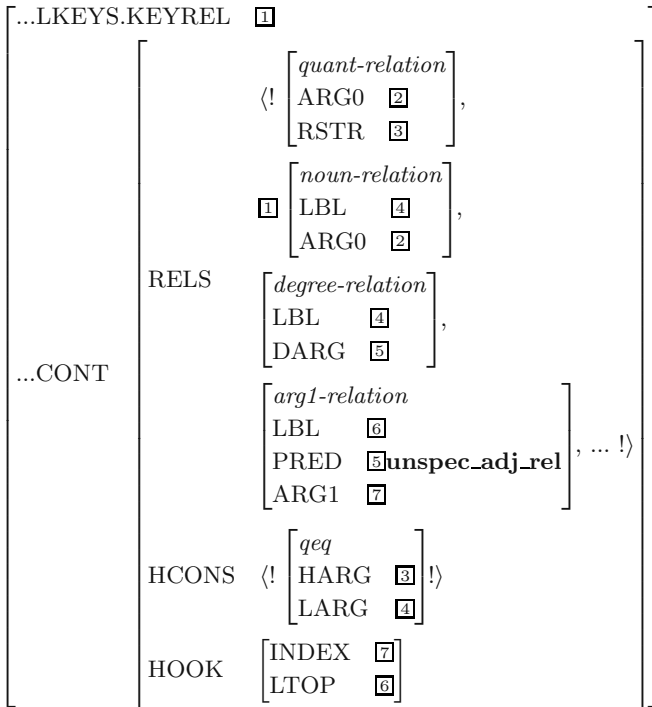 ...LKEYS.KEYREL 1
quant-relation
⟨! ARG0 2 ,
RSTR 3
noun-relation
1 LBL 4 ,
ARG0 2
RELS
degree-relation
LBL 4 ,
DARG 5
...CONT
arg1-relation
LBL 6
PRED 5unspec_adj_rel , ... !⟩
ARG1 7
qeq
HCONS ⟨! HARG 3 !⟩
LARG 4
HOOK
INDEX 7
LTOP 6